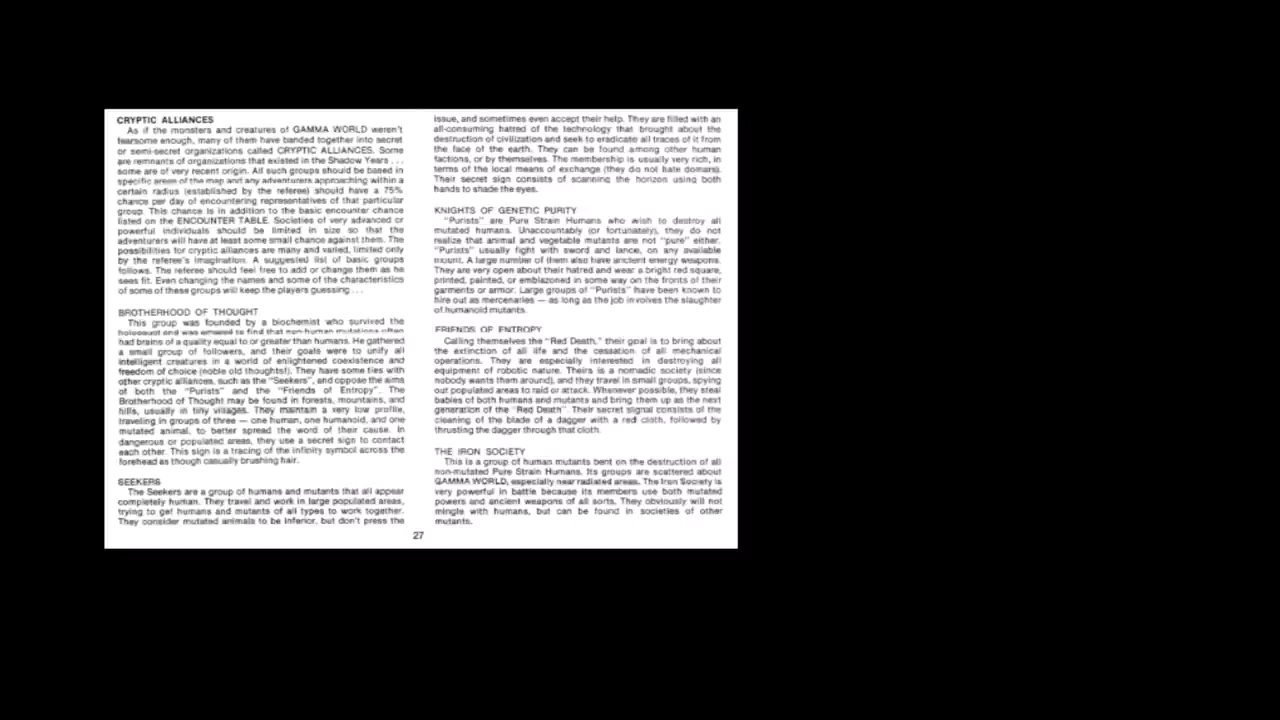 CRYPTIC ALLIANCES
As if the monsters and creatures of GAMMA WORLD weren't
fearsome enough, many of them have banded together into secret
or semi-secret organizations called CRYPTIC ALLIANCES. Some
are remnants of organizations that existed in the Shadow Years . . .
some are of very recent origin. All such groups should be based in
specific areas of the map and any adventurers approaching within a
certain radius (established by the referee) should have a 75%
chance per day of encountering representatives of that particular
group. This chance is in addition to the basic encounter chance
listed on the ENCOUNTER TABLE. Societies of very advanced or
powerful individuals should be limited in size so that the
adventurers will have at least some small chance against them. The
possibilities for cryptic alliances are many and varied, limited only
by the referee's imagination. A suggested list of basic groups
follows. The referee should feel free to add or change them as he
sees fit. Even changing the names and some of the characteristics
of some of these groups will keep the players guessing . . .
BROTHERHOOD OF THOUGHT
This group was founded by a biochemist who survived the
holocaust and was amazed to find that non-human mutations often
had brains of a quality equal to or greater than humans. He gathered
a small group of followers, and their goals were to unify all
intelligent creatures in a world of enlightened coexistence and
freedom of choice (noble old thoughts!). They have some ties with
other cryptic alliances, such as the "Seekers", and oppose the aims
of both the "Purists" and the "Friends of Entropy". The
Brotherhood of Thought may be found in forests, mountains, and
hills, usually in tiny villages. They maintain a very low profile,
traveling in groups of three — one human, one humanoid, and one
mutated animal, to better spread the word of their cause. In
dangerous or populated areas, they use a secret sign to contact
each other. This sign is a tracing of the infinity symbol across the
forehead as though casually brushing hair.
SEEKERS
The Seekers are a group of humans and mutants that all appear
completely human. They travel and work in large populated areas,
trying to get humans and mutants of all types to work together.
They consider mutated animals to be inferior, but don't press the
issue, and sometimes even accept their help. They are filled with an
all-consuming hatred of the technology that brought about the
destruction of civilization and seek to eradicate all traces of it from
the face of the earth. They can be found among other human
factions, or by themselves. The membership is usually very rich, in
terms of the local means of exchange (they do not hate domars).
Their secret sign consists of scanning the horizon using both
hands to shade the eyes.
KNIGHTS OF GENETIC PURITY
"Purists" are Pure Strain Humans who wish to destroy all
mutated humans. Unaccountably (or fortunately), they do not
realize that animal and vegetable mutants are not "pure" either.
"Purists" usually fight with sword and lance, and any available
mount. A large number of them also have ancient energy weapons.
They are very open about their hatred and wear a bright red square,
printed, painted, or emblazoned in some way on the fronts of their
garments or armor. Large groups of "Purists" have been known to
hire out as mercenaries — as long as the job involves the slaughter
of humanoid mutants.
FRIENDS OF ENTROPY
Calling themselves the "Red Death," their goal is to bring about
the extinction of all life and the cessation of all mechanical
operations. They are especially interested in destroying all
equipment of robotic nature. Theirs is a nomadic society (since
nobody wants them around), and they travel in small groups, spying
out populated areas to raid or attack. Whenever possible, they steal
babies of both humans and mutants and bring them up as the next
generation of the "Red Death". Their secret signal consists of the
cleaning of the blade of a dagger with a red cloth, followed by
thrusting the dagger through that cloth.
THE IRON SOCIETY
This is a group of human mutants bent on the destruction of all
non-mutated Pure Strain Humans. Its groups are scattered about
GAMMA WORLD, especially near radiated areas. The Iron Society is
very powerful in battle because its members use both mutated
powers and ancient weapons of all sorts. They obviously will not
mingle with humans, but can be found in societies of other
mutants.
27